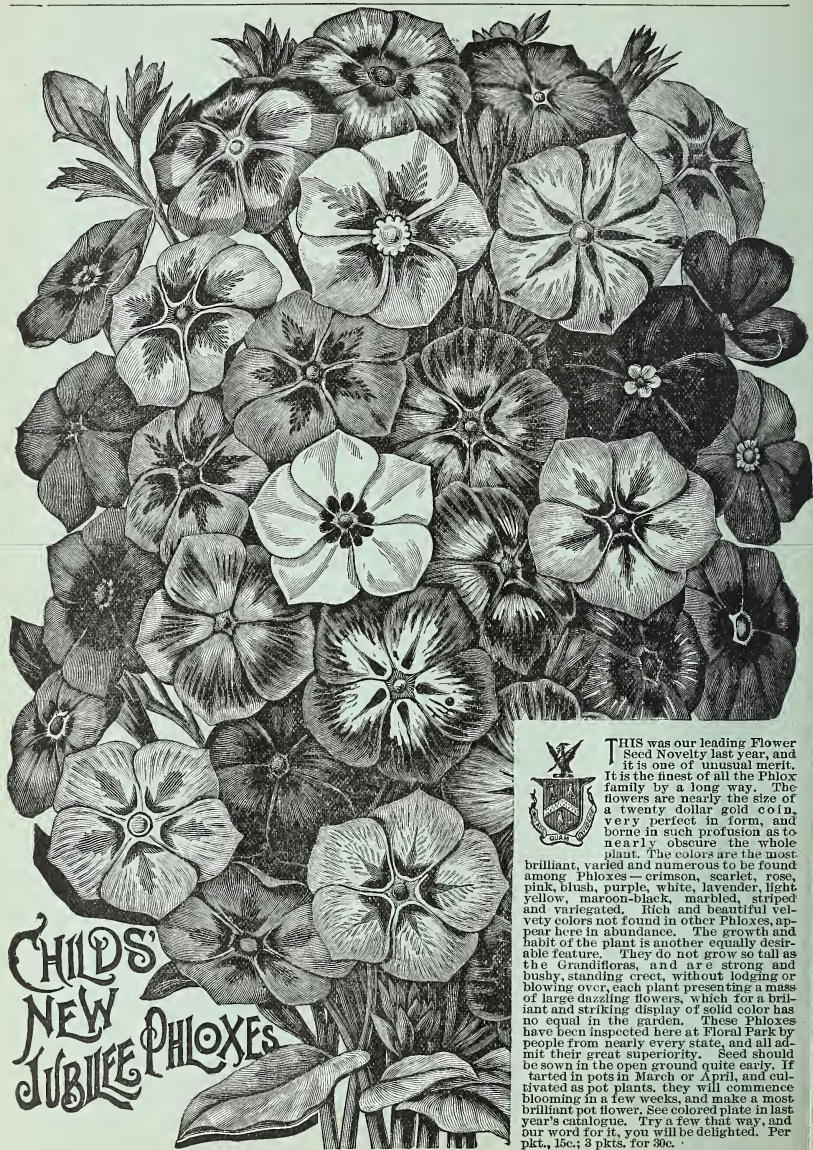 CHILDS'
NEW
JUBILEE PHLOXES
THIS was our leading Flower
Seed Novelty last year, and
it is one of unusual merit.
It is the finest of all the Phlox
family by a long way. The
flowers are nearly the size of
a twenty dollar gold coin,
very perfect in form, and
borne in such profusion as to
nearly obscure the whole
plant. The colors are the most
brilliant, varied and numerous to be found
among Phloxes—crimson, scarlet, rose,
pink, blush, purple, white, lavender, light
yellow, maroon-black, marbled, striped
and variegated. Rich and beautiful vel-
vety colors not found in other Phloxes, ap-
pear here in abundance. The growth and
habit of the plant is another equally desir-
able feature. They do not grow so tall as
the Grandifloras, and are strong and
bushy, standing erect, without lodging or
blowing over, each plant presenting a mass
of large dazzling flowers, which for a bril-
iant and striking display of solid color has
no equal in the garden. These Phloxes
have been inspected here at Floral Park by
people from nearly every state, and all ad-
mit their great superiority. Seed should
be sown in the open ground quite early. If
tarted in pots in March or April, and cul-
tivated as pot plants, they will commence
blooming in a few weeks, and make a most
brilliant pot flower. See colored plate in last
year's catalogue. Try a few that way, and
our word for it, you will be delighted. Per
pkt., 15c.; 3 pkts. for 30c.
QUAM